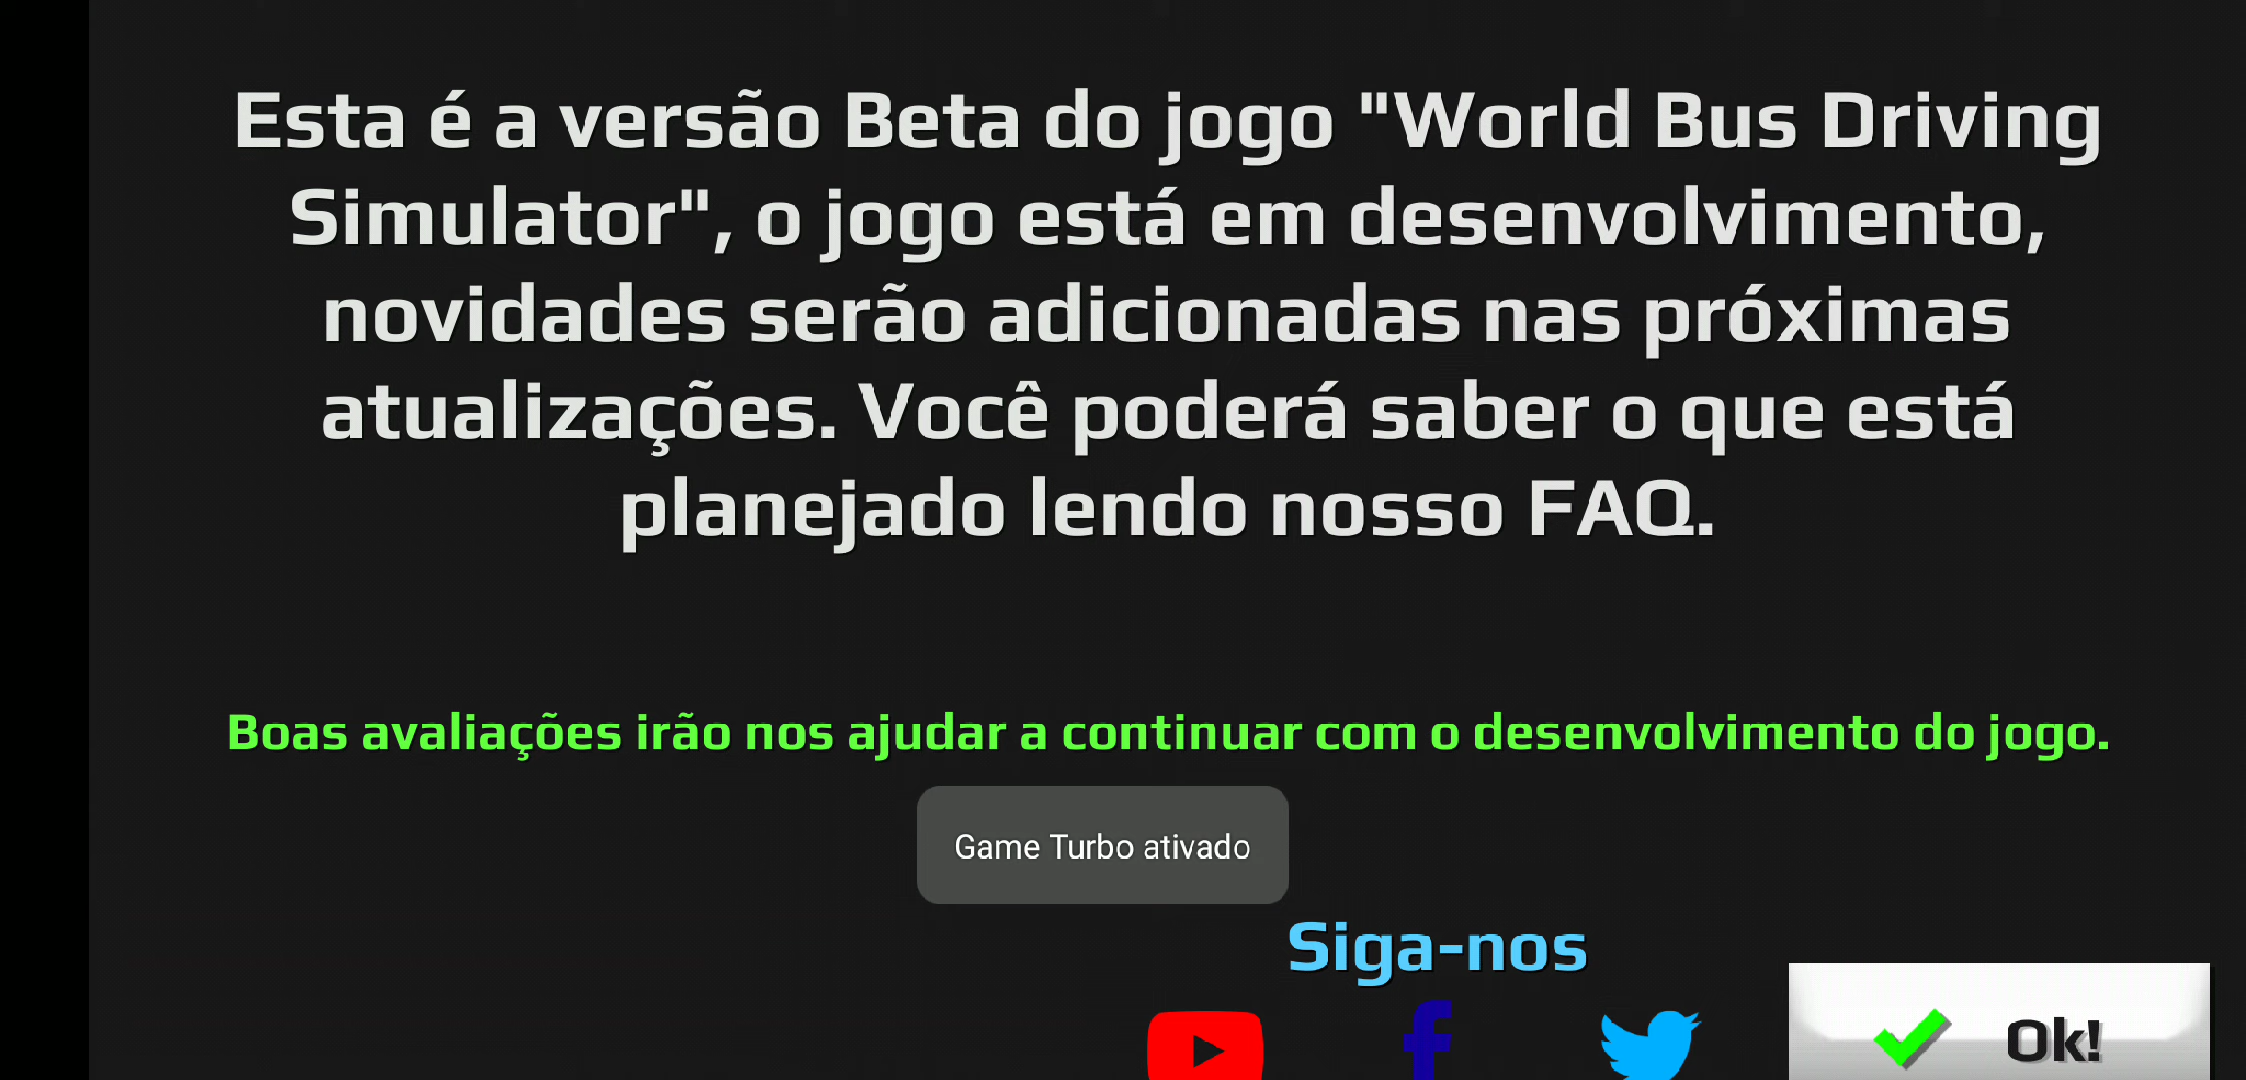 Esta é a versão Beta do jogo "World Bus Driving
Simulator", o jogo está em desenvolvimento,
novidades serão adicionadas nas próximas
atualizações. Você poderá saber o que está
planejado lendo nosso FAQ.
Boas avaliações irão nos ajudar a continuar com o desenvolvimento do jogo.
Game Turbo ativado
Siga-nos
Ok!